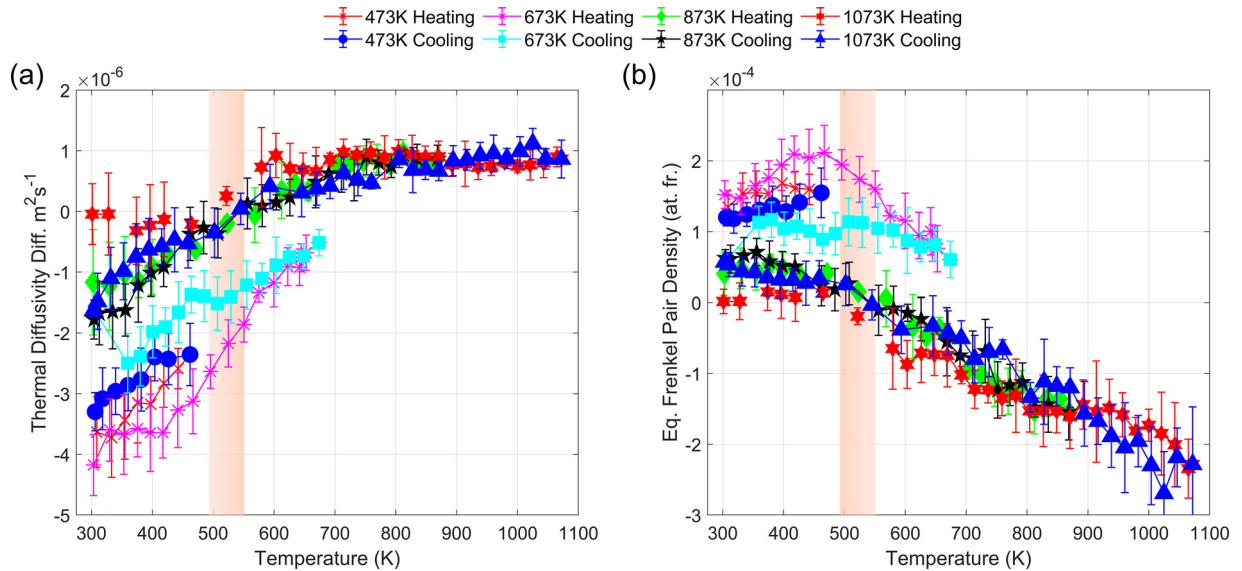 473K Heating 673K Heating 873K Heating 1073K Heating
473K Cooling 673K Cooling 873K Cooling 1073K Cooling
(a)
×10⁻⁶
2
1
0
-1
-2
-3
-4
-5
Thermal Diffusivity Diff. m²s⁻¹
300 400 500 600 700 800 900 1000 1100
Temperature (K)
(b)
×10⁻⁴
3
2
1
0
-1
-2
-3
Eq. Frenkel Pair Density (at. fr.)
300 400 500 600 700 800 900 1000 1100
Temperature (K)